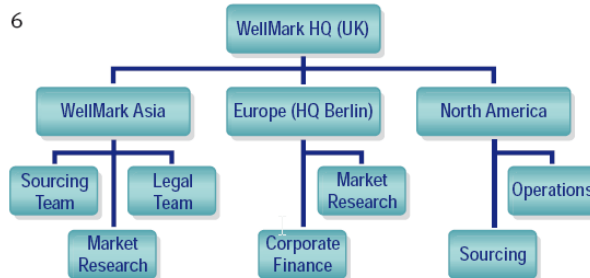 6
WellMark HQ (UK)
WellMark Asia
Europe (HQ Berlin)
North America
Sourcing
Team
Legal
Team
Market
Research
Operations
Market
Research
Corporate
Finance
Sourcing